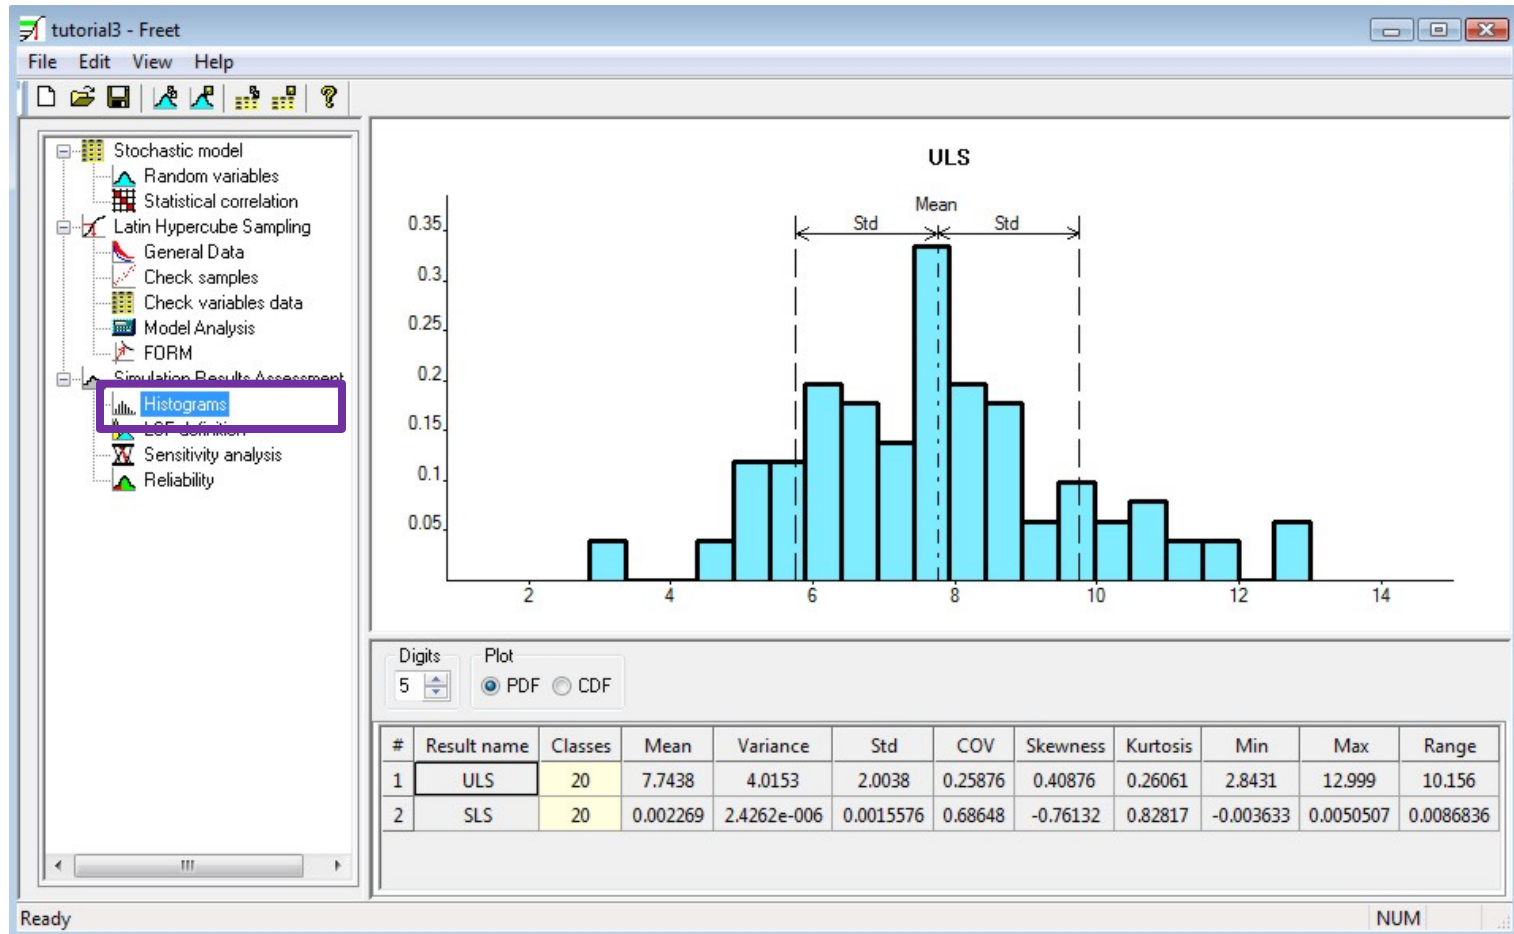 tutorial3 - Freet
File Edit View Help
Stochastic model
Random variables
Statistical correlation
Latin Hypercube Sampling
General Data
Check samples
Check variables data
Model Analysis
FORM
Simulation Results Assessment
Histograms
LSF definition
Sensitivity analysis
Reliability
ULS
Mean
Std Std
0.35
0.3
0.25
0.2
0.15
0.1
0.05
2 4 6 8 10 12 14
Digits Plot
5 PDF CDF
# Result name Classes Mean Variance Std COV Skewness Kurtosis Min Max Range
1 ULS 20 7.7438 4.0153 2.0038 0.25876 0.40876 0.26061 2.8431 12.999 10.156
2 SLS 20 0.002269 2.4262e-006 0.0015576 0.68648 -0.76132 0.82817 -0.003633 0.0050507 0.0086836
Ready NUM